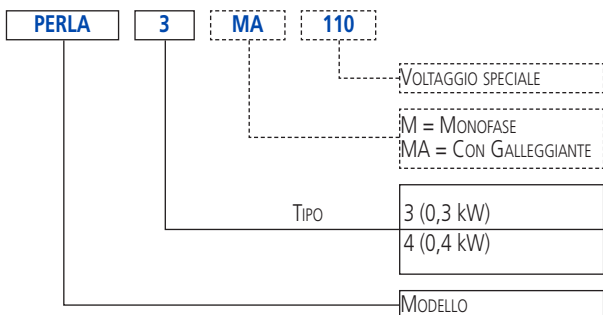 PERLA 3 MA 110
VOLTAGGIO SPECIALE
M = MONOFASE
MA = CON GALLEGGIANTE
TIPO 3 (0,3 kW)
4 (0,4 kW)
MODELLO